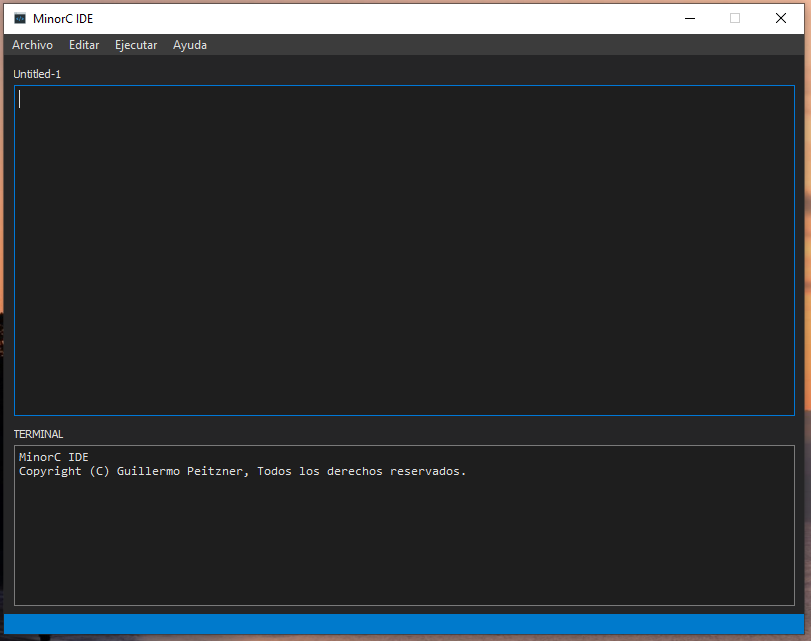 MinorC IDE
Archivo Editar Ejecutar Ayuda
Untitled-1
TERMINAL
MinorC IDE
Copyright (C) Guillermo Peitzner, Todos los derechos reservados.